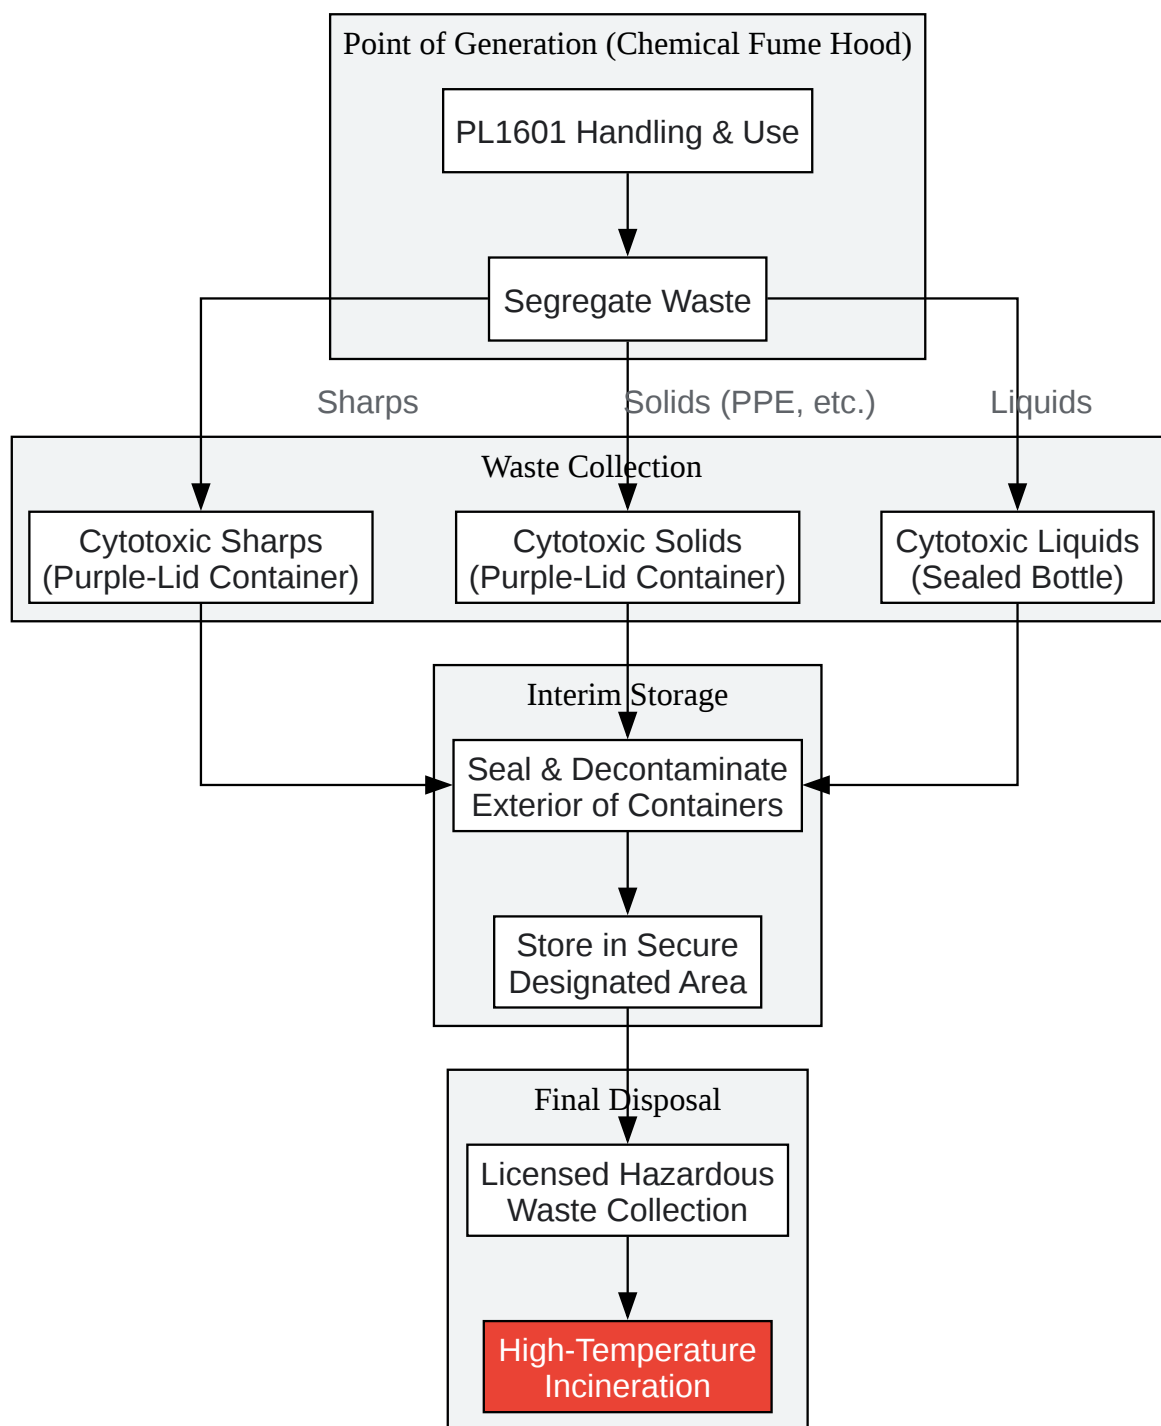 Point of Generation (Chemical Fume Hood)
PL1601 Handling & Use
Segregate Waste
Sharps
Solids (PPE, etc.)
Liquids
Waste Collection
Cytotoxic Sharps
(Purple-Lid Container)
Cytotoxic Solids
(Purple-Lid Container)
Cytotoxic Liquids
(Sealed Bottle)
Interim Storage
Seal & Decontaminate
Exterior of Containers
Store in Secure
Designated Area
Final Disposal
Licensed Hazardous
Waste Collection
High-Temperature
Incineration